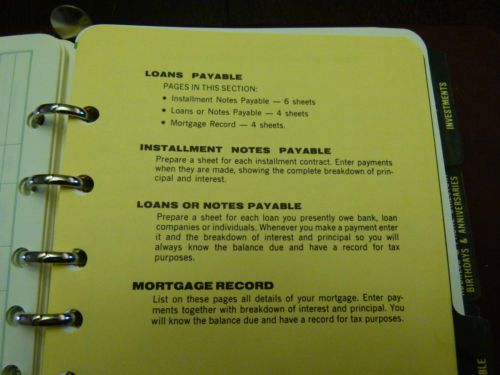 LOANS PAYABLE
PAGES IN THIS SECTION:
• Installment Notes Payable — 6 sheets
• Loans or Notes Payable — 4 sheets
• Mortgage Record — 4 sheets.
INSTALLMENT NOTES PAYABLE
Prepare a sheet for each installment contract. Enter payments
when they are made, showing the complete breakdown of prin-
cipal and interest.
LOANS OR NOTES PAYABLE
Prepare a sheet for each loan you presently owe bank, loan
companies or individuals. Whenever you make a payment enter
it and the breakdown of interest and principal so you will
always know the balance due and have a record for tax
purposes.
MORTGAGE RECORD
List on these pages all details of your mortgage. Enter pay-
ments together with breakdown of interest and principal. You
will know the balance due and have a record for tax purposes.
INVESTMENTS
BIRTHDAYS & ANNIVERSARIES